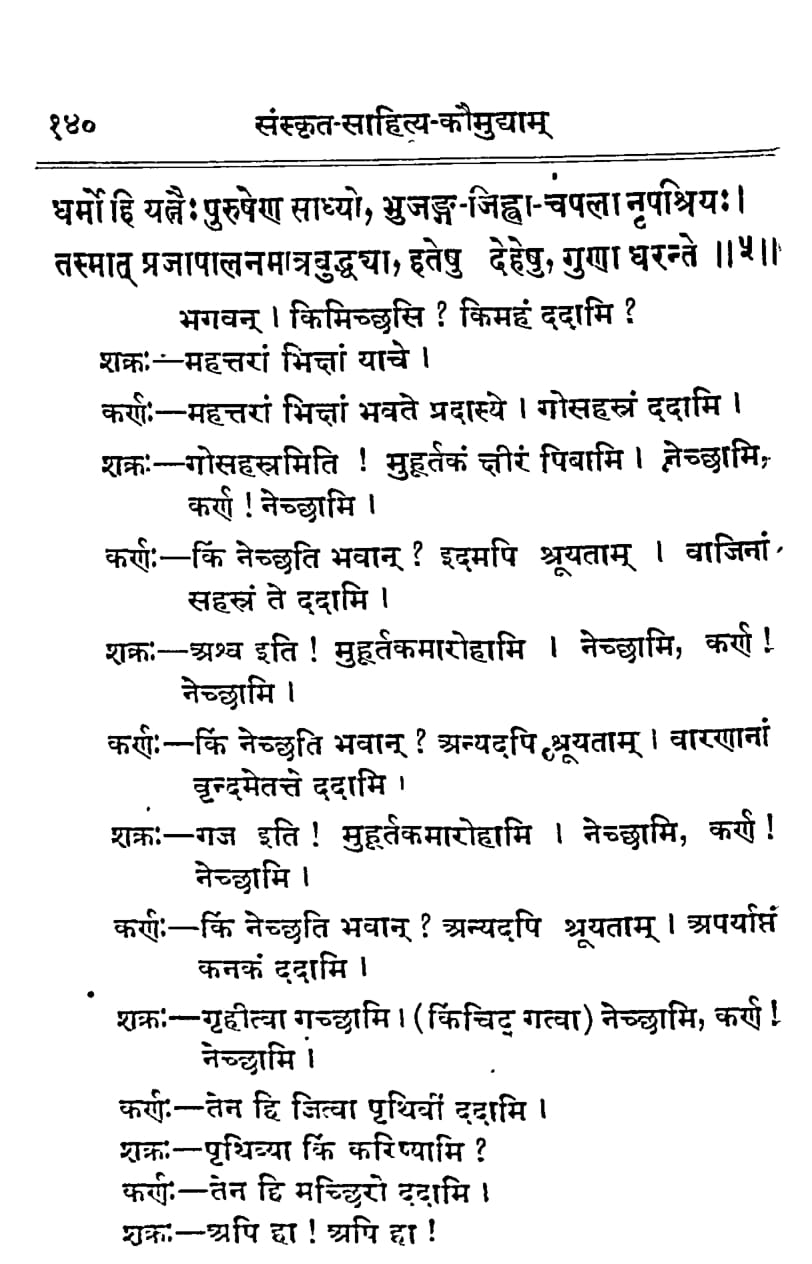 १४० संस्कृत-साहित्य-कौमुद्याम्
धर्मो हि यत्नैः पुरुषेण साध्यो, भुजङ्ग-जिह्वा-चपला नृपश्रियः।
तस्मात् प्रजापालनमात्रबुद्ध्या, हतेषु देहेषु, गुणा धरन्ते ॥५॥
भगवन् । किमिच्छसि ? किमहं ददामि ?
शक्रः—महत्तरां भिक्षां याचे ।
कर्णः—महत्तरां भिक्षां भवते प्रदास्ये । गोसहस्रं ददामि ।
शक्रः—गोसहस्रमिति ! मुहूर्तकं क्षीरं पिबामि । नेच्छामि,
कर्ण ! नेच्छामि ।
कर्णः—किं नेच्छति भवान् ? इदमपि श्रूयताम् । वाजिनां
सहस्रं ते ददामि ।
शक्रः—अश्व इति ! मुहूर्तकमारोहामि । नेच्छामि, कर्ण !
नेच्छामि ।
कर्णः—किं नेच्छति भवान् ? अन्यदपि श्रूयताम् । वारणानां
वृन्दमेतत्ते ददामि ।
शक्रः—गज इति ! मुहूर्तकमारोहामि । नेच्छामि, कर्ण !
नेच्छामि ।
कर्णः—किं नेच्छति भवान् ? अन्यदपि श्रूयताम् । अपर्याप्तं
कनकं ददामि ।
शक्रः—गृहीत्वा गच्छामि । (किंचिद् गत्वा) नेच्छामि, कर्ण !
नेच्छामि ।
कर्णः—तेन हि जित्वा पृथिवीं ददामि ।
शक्रः—पृथिव्या किं करिष्यामि ?
कर्णः—तेन हि मच्छिरो ददामि ।
शक्रः—अपि हा ! अपि हा !